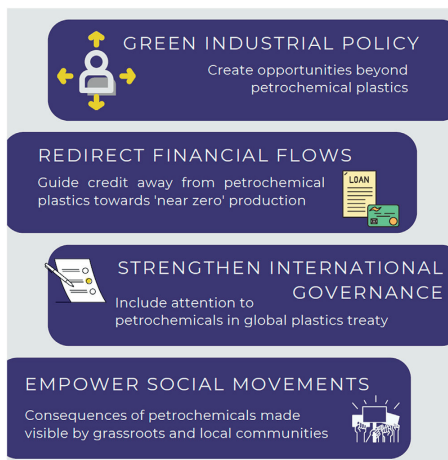 GREEN INDUSTRIAL POLICY
Create opportunities beyond
petrochemical plastics
REDIRECT FINANCIAL FLOWS
Guide credit away from petrochemical
plastics towards 'near zero' production
LOAN
STRENGTHEN INTERNATIONAL
GOVERNANCE
Include attention to
petrochemicals in global plastics treaty
EMPOWER SOCIAL MOVEMENTS
Consequences of petrochemicals made
visible by grassroots and local communities